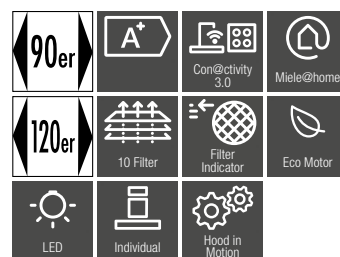 90er
A+
Con@ctivity
3.0
Miele@home
120er
10 Filter
Filter
Indicator
Eco Motor
LED
Individual
Hood in
Motion